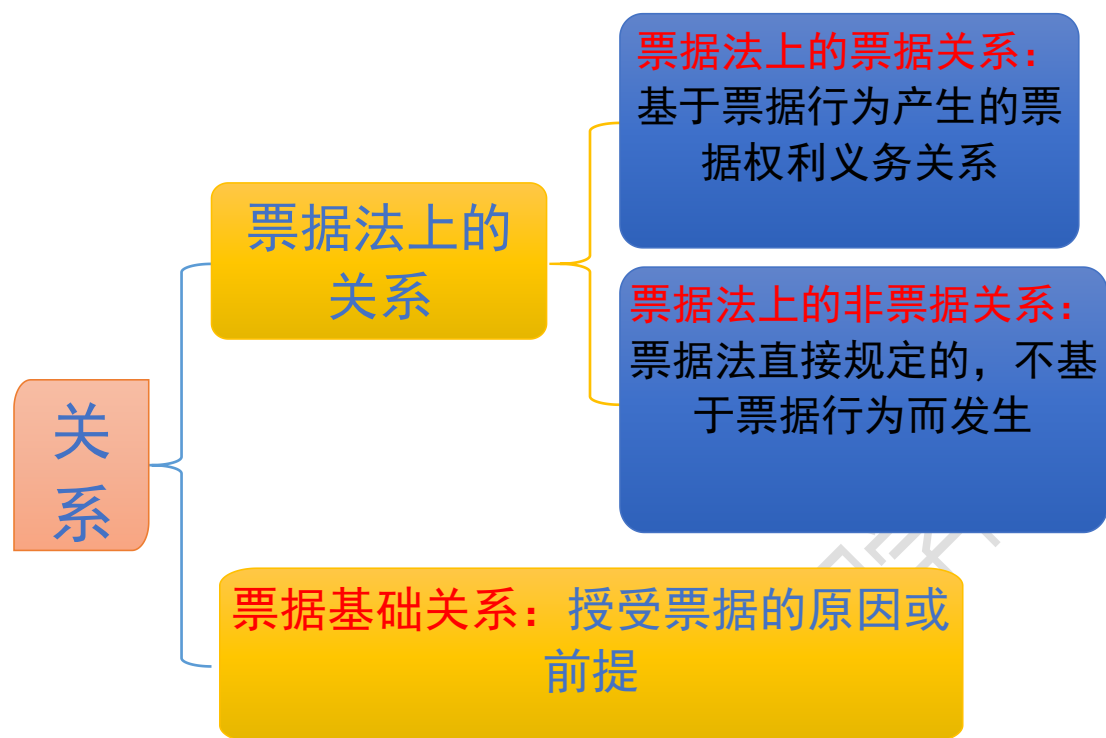 票据法上的票据关系：
基于票据行为产生的票
据权利义务关系
票据法上的
关系
票据法上的非票据关系：
票据法直接规定的，不基
于票据行为而发生
关
系
票据基础关系：授受票据的原因或
前提